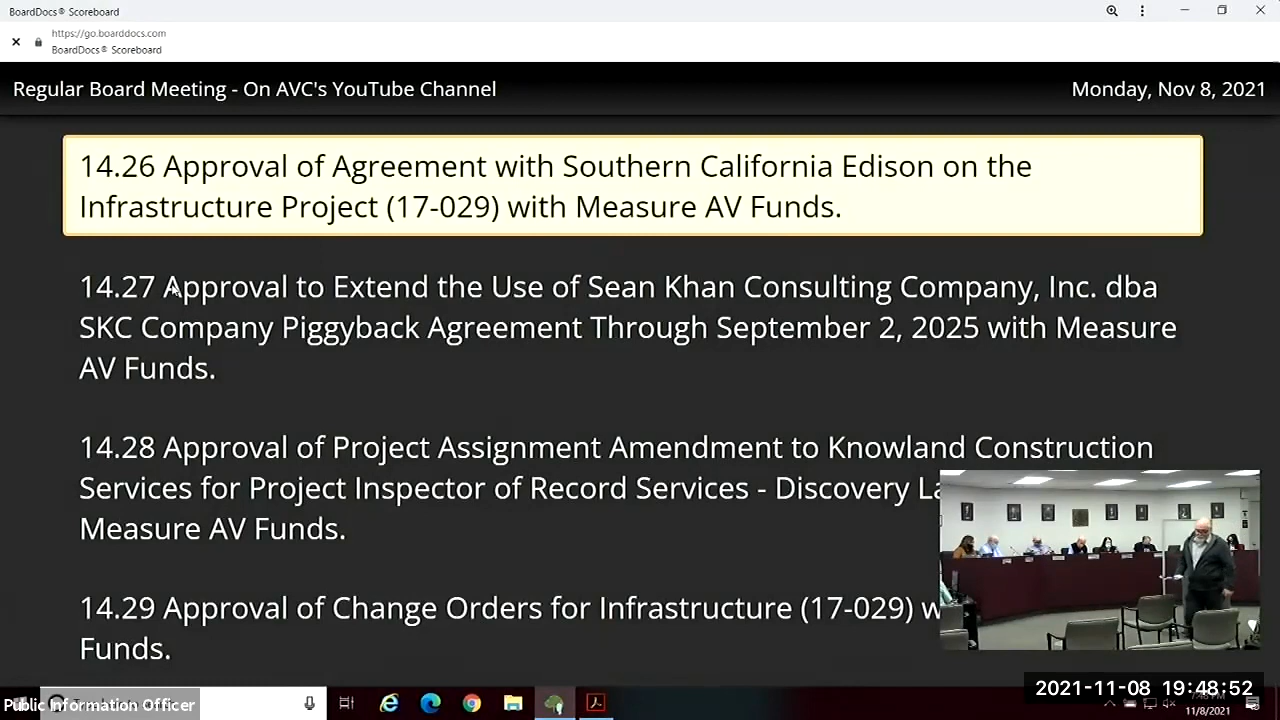 BoardDocs® Scoreboard
https://go.boarddocs.com
BoardDocs® Scoreboard
Regular Board Meeting - On AVC's YouTube Channel
Monday, Nov 8, 2021
14.26 Approval of Agreement with Southern California Edison on the
Infrastructure Project (17-029) with Measure AV Funds.
14.27 Approval to Extend the Use of Sean Khan Consulting Company, Inc. dba
SKC Company Piggyback Agreement Through September 2, 2025 with Measure
AV Funds.
14.28 Approval of Project Assignment Amendment to Knowland Construction
Services for Project Inspector of Record Services - Discovery
Measure AV Funds.
14.29 Approval of Change Orders for Infrastructure (17-029)
Funds.
Public Information Officer
2021-11-08 19:48:52
11/8/2021